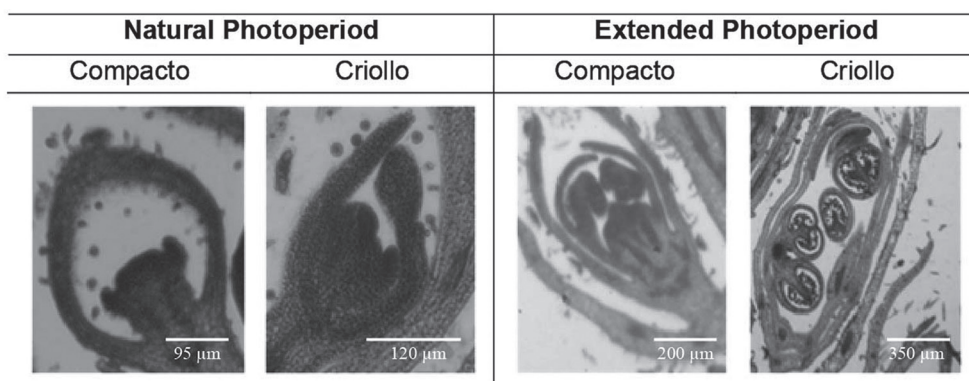 Natural Photoperiod Extended Photoperiod
Compacto Criollo Compacto Criollo
95 µm 120 µm 200 µm 350 µm